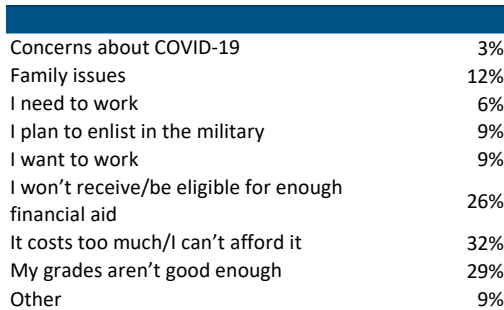 Concerns about COVID-19 3%
Family issues 12%
I need to work 6%
I plan to enlist in the military 9%
I want to work 9%
I won’t receive/be eligible for enough
financial aid 26%
It costs too much/I can’t afford it 32%
My grades aren’t good enough 29%
Other 9%